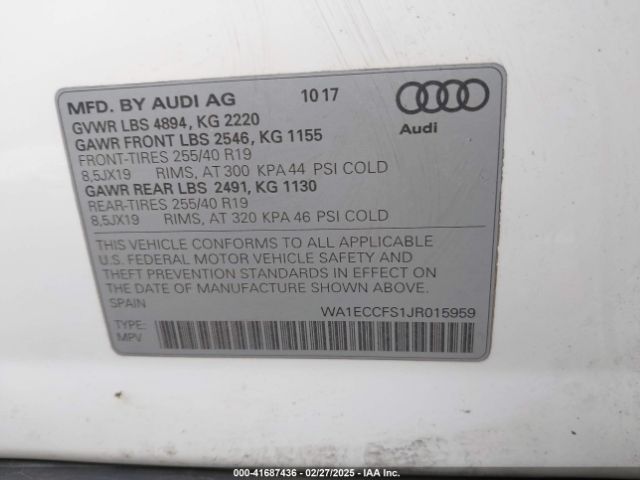 MFD. BY AUDI AG 10 17
GVWR LBS 4894, KG 2220
GAWR FRONT LBS 2546, KG 1155
FRONT-TIRES 255/40 R19
8,5JX19 RIMS, AT 300 KPA 44 PSI COLD
GAWR REAR LBS 2491, KG 1130
REAR-TIRES 255/40 R19
8,5JX19 RIMS, AT 320 KPA 46 PSI COLD
Audi
THIS VEHICLE CONFORMS TO ALL APPLICABLE
U.S. FEDERAL MOTOR VEHICLE SAFETY AND
THEFT PREVENTION STANDARDS IN EFFECT ON
THE DATE OF MANUFACTURE SHOWN ABOVE.
SPAIN
WA1ECCFS1JR015959
TYPE:
MPV
000-41687436 - 02/27/2025 - IAA Inc.